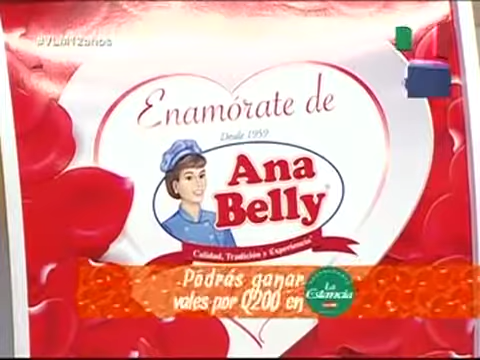 #VLM12años
Enamórate de
Desde 1959
Ana
Belly
Calidad, Tradición y Experiencia
Podrás ganar
vales por Q200 en
La
Estancia